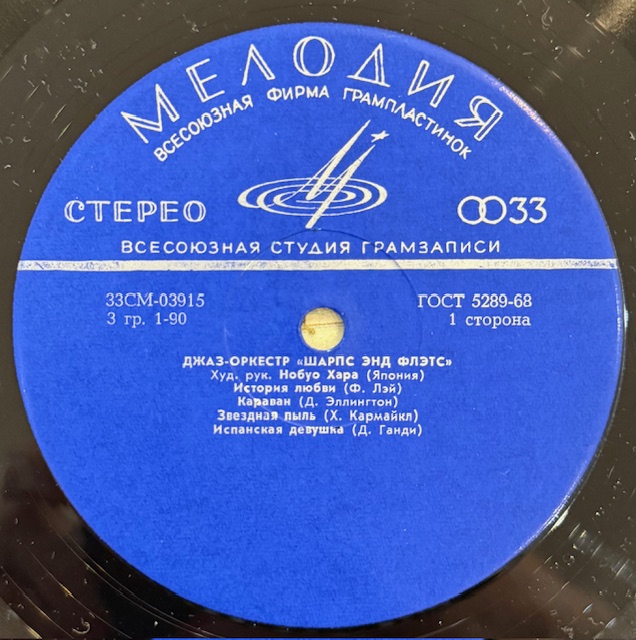 МЕЛОДИЯ
ВСЕСОЮЗНАЯ ФИРМА ГРАМПЛАСТИНОК
СТЕРЕО
33
ВСЕСОЮЗНАЯ СТУДИЯ ГРАМЗАПИСИ
33СМ-03915
ГОСТ 5289-68
3 гр. 1-90
1 сторона
ДЖАЗ-ОРКЕСТР «ШАРПС ЭНД ФЛЭТС»
Худ. рук. Нобуо Хара (Япония)
История любви (Ф. Лэй)
Караван (Д. Эллингтон)
Звездная пыль (Х. Кармайкл)
Испанская девушка (Д. Ганди)